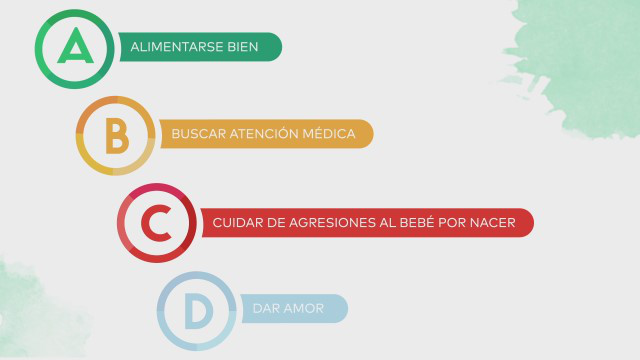 A ALIMENTARSE BIEN
B BUSCAR ATENCIÓN MÉDICA
C CUIDAR DE AGRESIONES AL BEBÉ POR NACER
D DAR AMOR